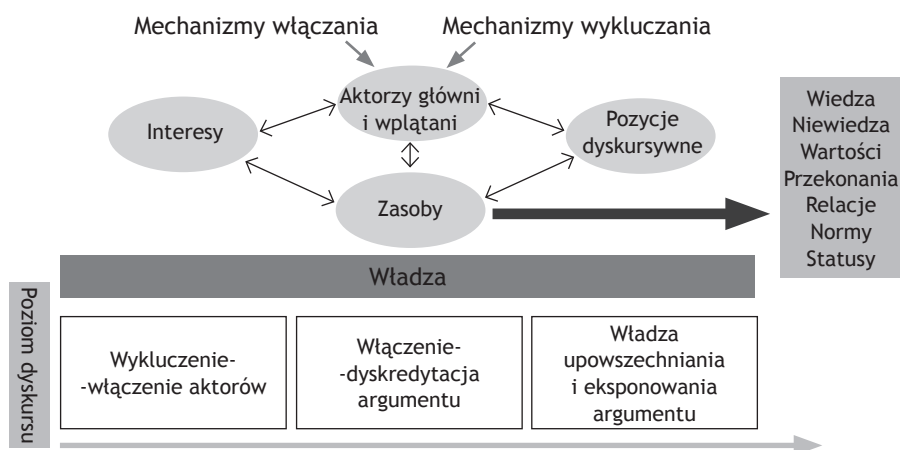 Mechanizmy włączania
Mechanizmy wykluczania
Aktorzy główni
i wplątani
Interesy
Pozycje
dyskursywne
Zasoby
Wiedza
Niewiedza
Wartości
Przekonania
Relacje
Normy
Statusy
Władza
Poziom dyskursu
Wykluczenie-
-włączenie aktorów
Włączenie-
-dyskredytacja
argumentu
Władza
upowszechniania
i eksponowania
argumentu